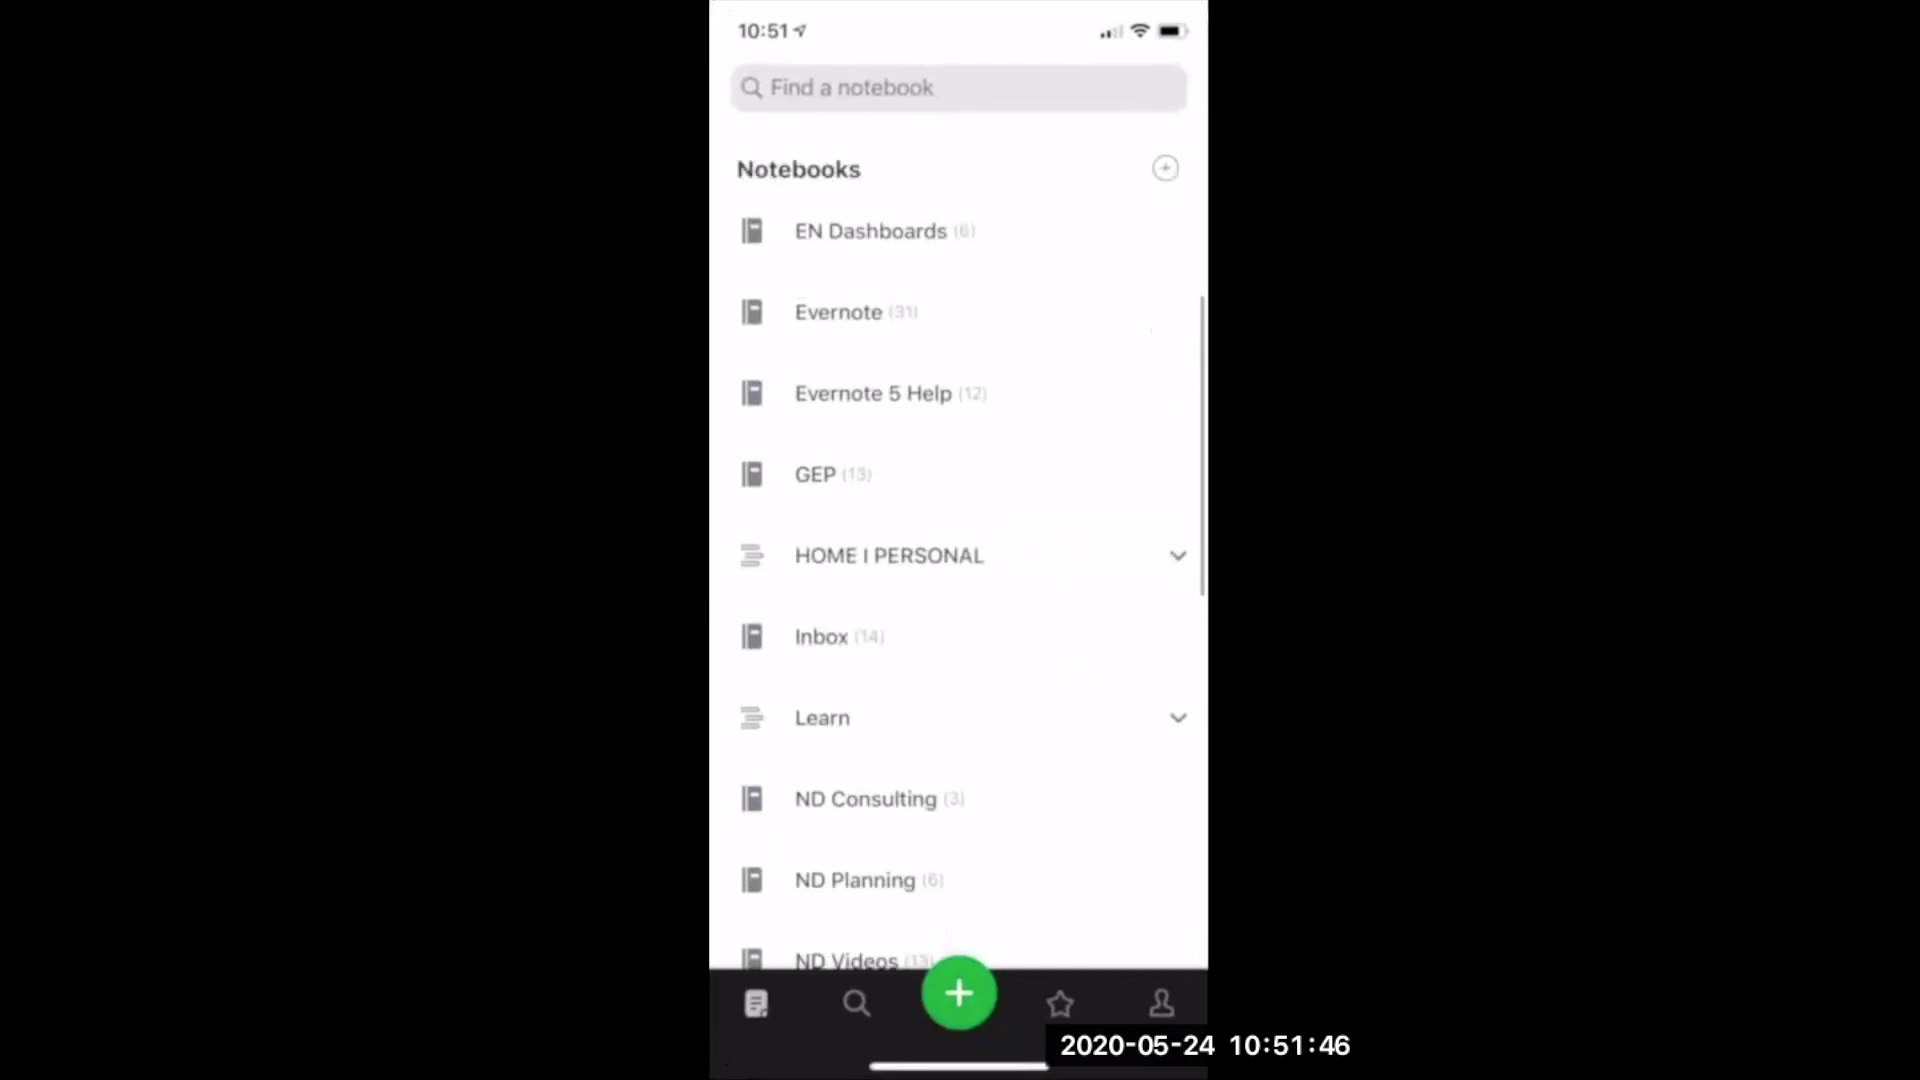 10:51
Find a notebook
Notebooks
EN Dashboards (6)
Evernote (31)
Evernote 5 Help (12)
GEP (13)
HOME I PERSONAL
Inbox (14)
Learn
ND Consulting (3)
ND Planning (6)
ND Videos (13)
2020-05-24 10:51:46